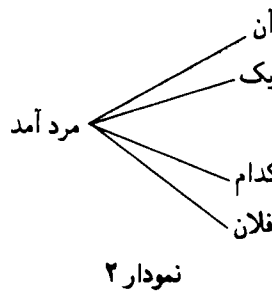 آن
یک
مرد آمد
کدام
فلان
نمودار ۲